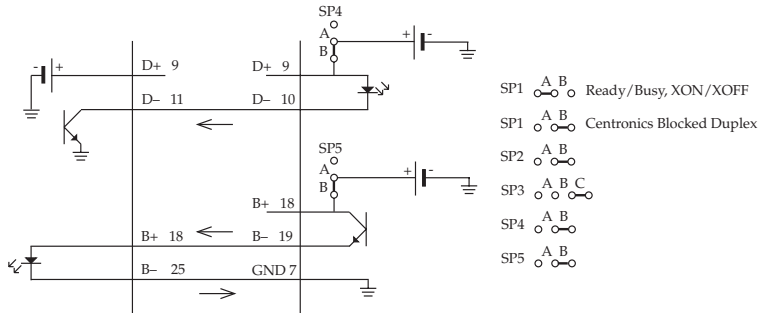 SP4
A
B
+ -
- +
D+ 9
D+ 9
D– 11
D– 10
SP5
A
B
+ -
B+ 18
B+ 18
B– 19
B– 25
GND 7
SP1 A B Ready/Busy, XON/XOFF
SP1 A B Centronics Blocked Duplex
SP2 A B
SP3 A B C
SP4 A B
SP5 A B